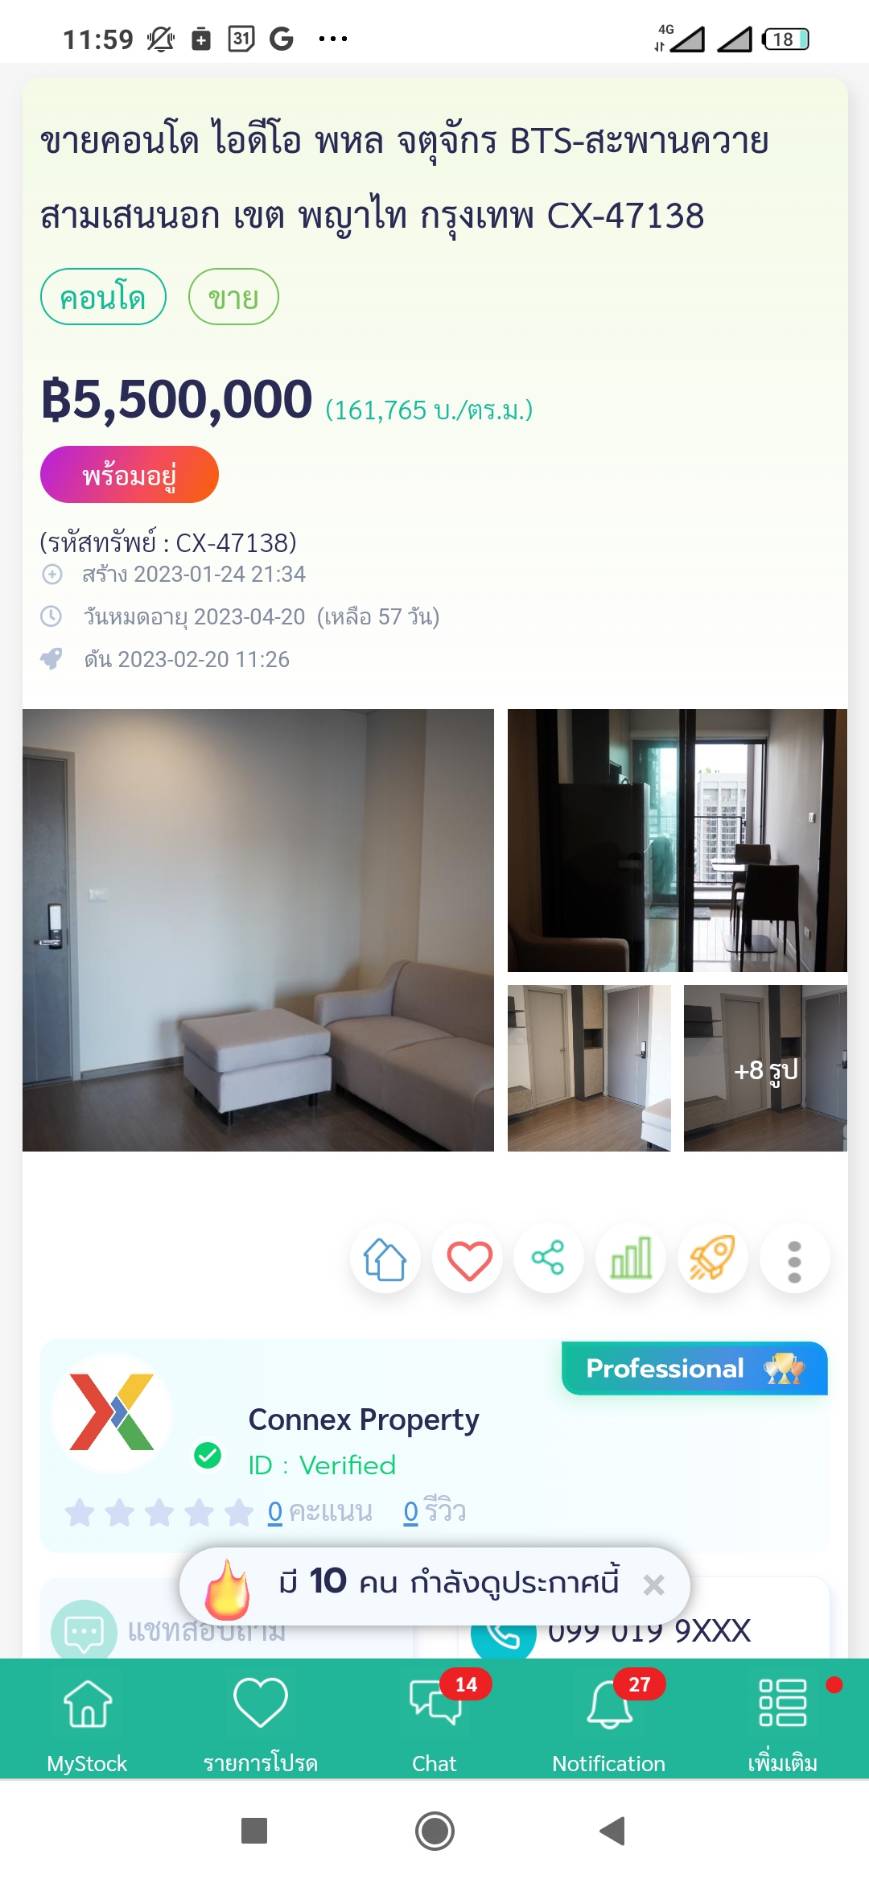 11:59
31
G
4G
18
ขายคอนโด ไอดีโอ พหล จตุจักร BTS-สะพานควาย
สามเสนนอก เขต พญาไท กรุงเทพ CX-47138
คอนโด ขาย
฿5,500,000 (161,765 บ./ตร.ม.)
พร้อมอยู่
(รหัสทรัพย์ : CX-47138)
สร้าง 2023-01-24 21:34
วันหมดอายุ 2023-04-20 (เหลือ 57 วัน)
ดัน 2023-02-20 11:26
+8 รูป
Professional
Connex Property
ID : Verified
0 คะแนน 0 รีวิว
มี 10 คน กำลังดูประกาศนี้
แชทสอบถาม 099 019 9XXX
14 27
MyStock รายการโปรด Chat Notification เพิ่มเติม